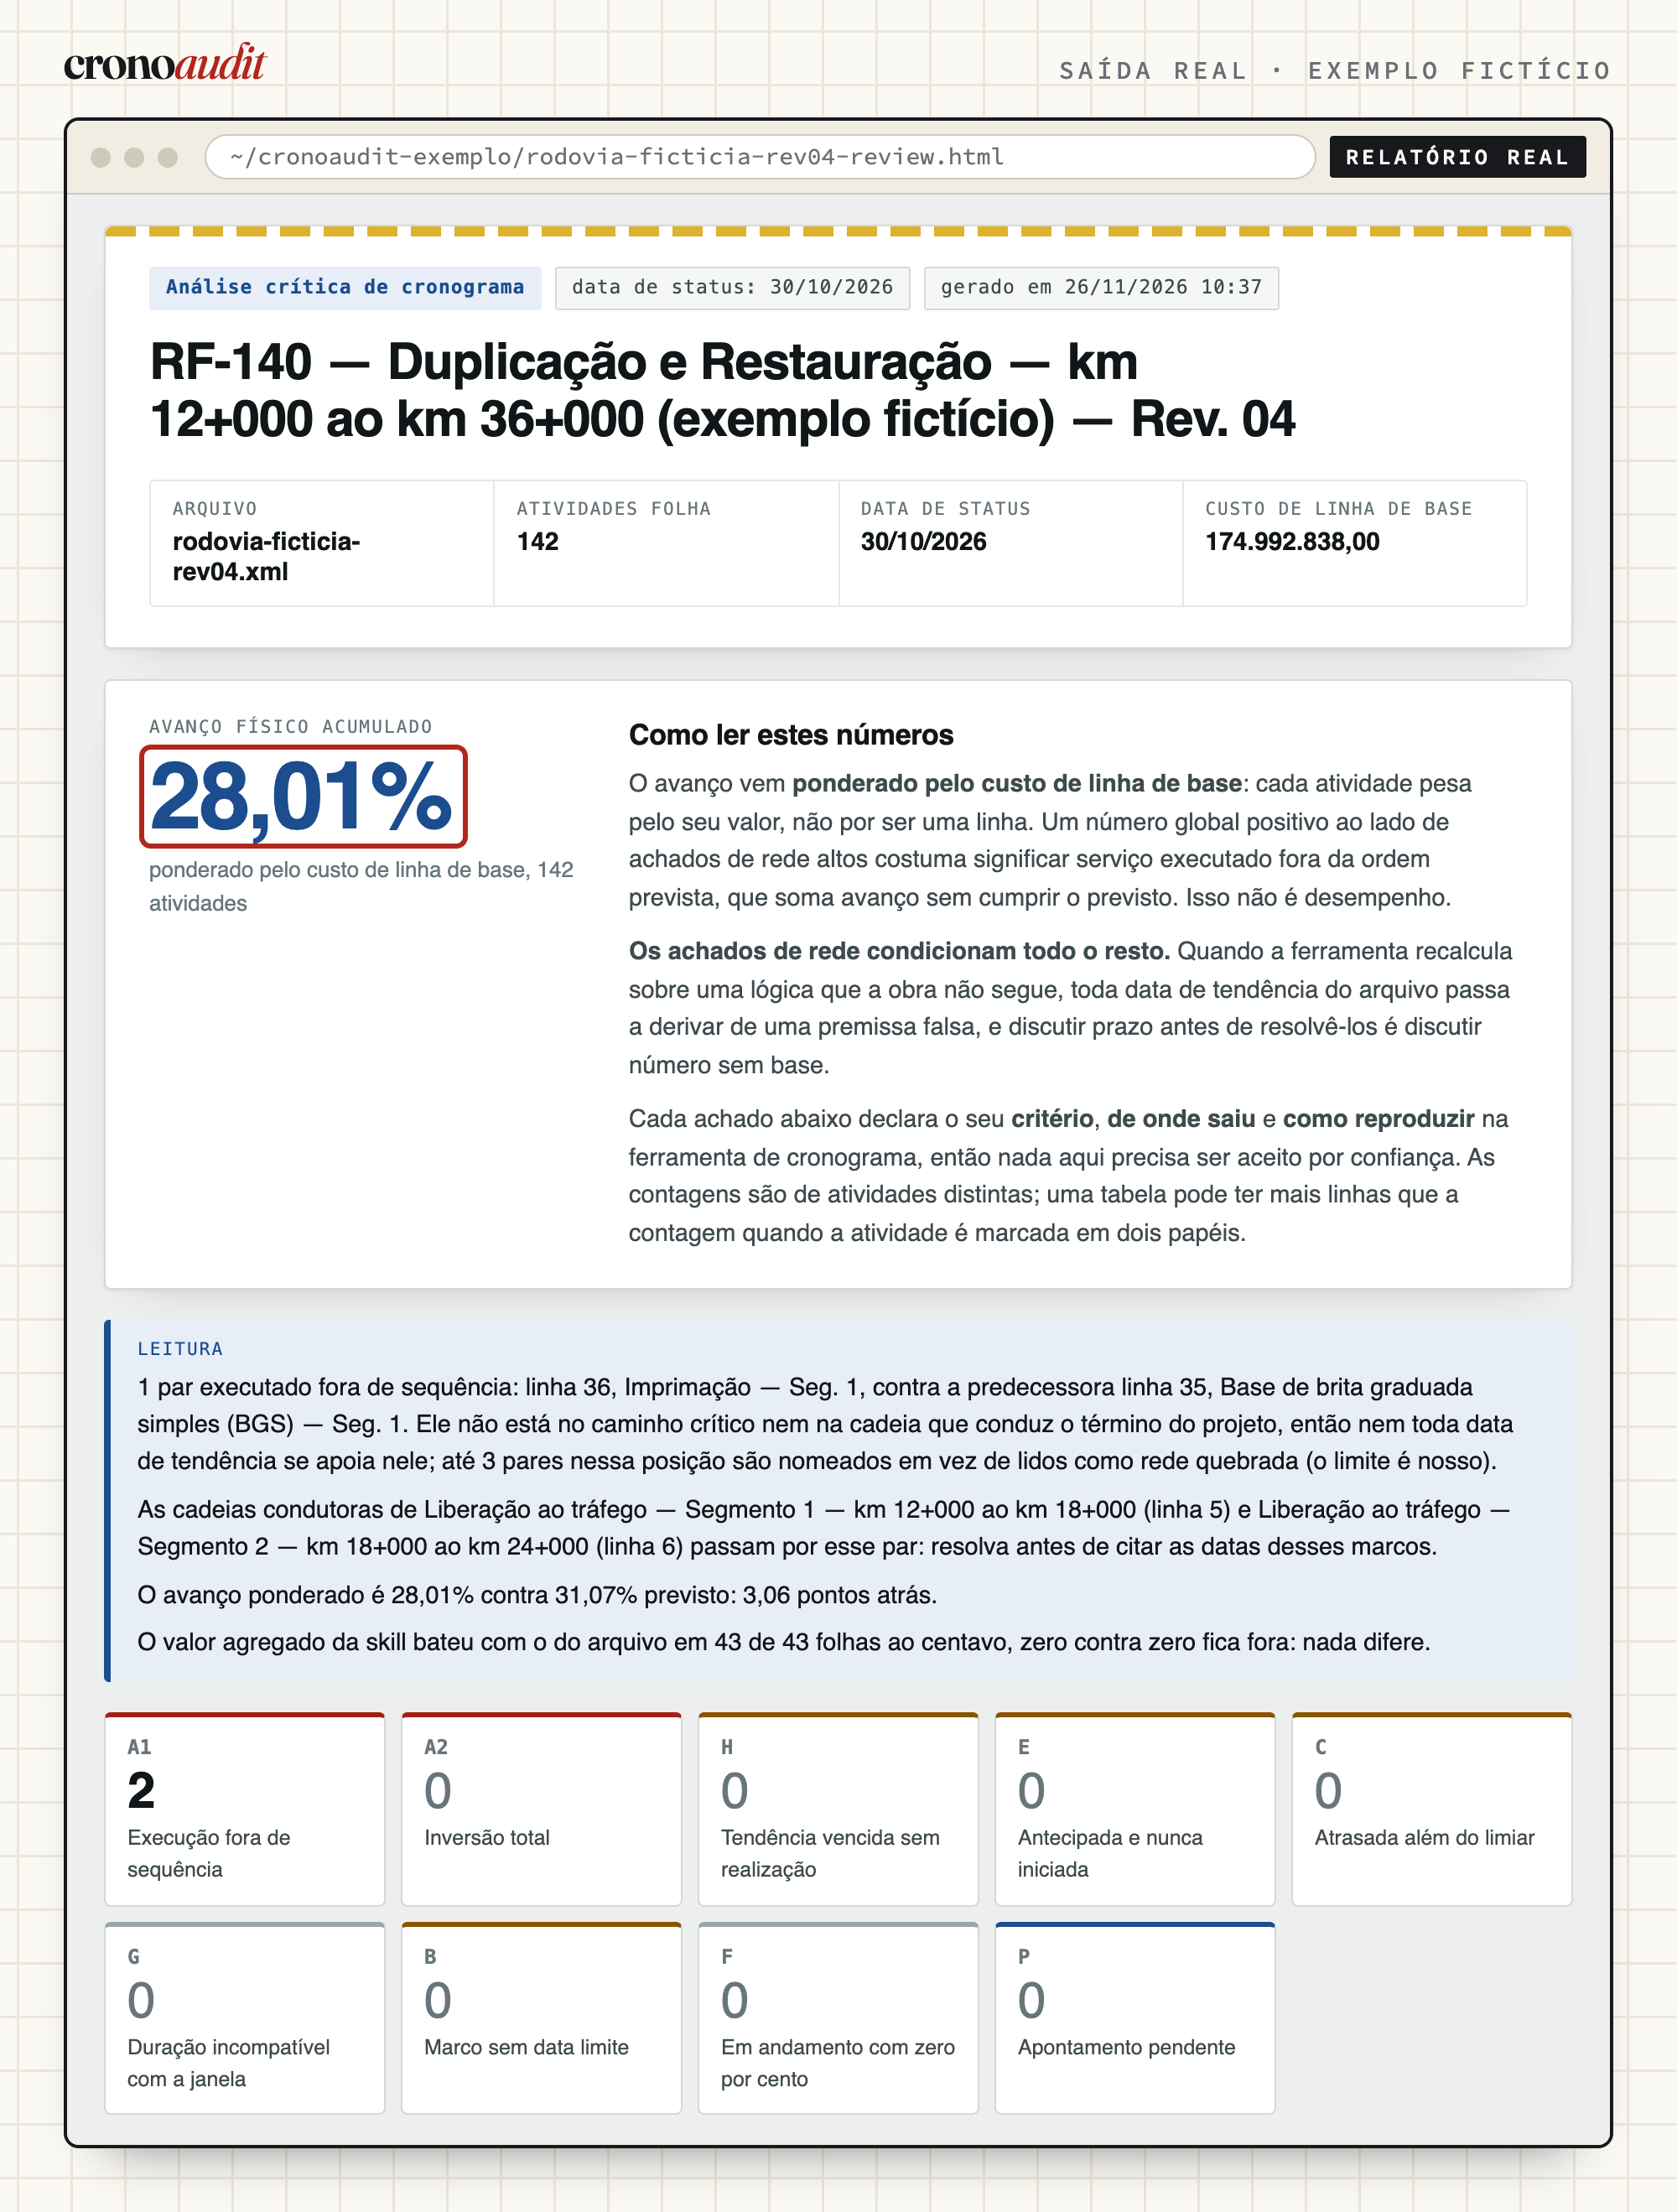 cronoaudit
SAÍDA REAL · EXEMPLO FICTÍCIO
~/cronoaudit-exemplo/rodovia-ficticia-rev04-review.html
RELATÓRIO REAL
Análise crítica de cronograma
data de status: 30/10/2026
gerado em 26/11/2026 10:37
RF-140 — Duplicação e Restauração — km
12+000 ao km 36+000 (exemplo fictício) — Rev. 04
ARQUIVO
rodovia-ficticia-
rev04.xml
ATIVIDADES FOLHA
142
DATA DE STATUS
30/10/2026
CUSTO DE LINHA DE BASE
174.992.838,00
AVANÇO FÍSICO ACUMULADO
28,01%
ponderado pelo custo de linha de base, 142
atividades
Como ler estes números
O avanço vem ponderado pelo custo de linha de base: cada atividade pesa
pelo seu valor, não por ser uma linha. Um número global positivo ao lado de
achados de rede altos costuma significar serviço executado fora da ordem
prevista, que soma avanço sem cumprir o previsto. Isso não é desempenho.
Os achados de rede condicionam todo o resto. Quando a ferramenta recalcula
sobre uma lógica que a obra não segue, toda data de tendência do arquivo passa
a derivar de uma premissa falsa, e discutir prazo antes de resolvê-los é discutir
número sem base.
Cada achado abaixo declara o seu critério, de onde saiu e como reproduzir na
ferramenta de cronograma, então nada aqui precisa ser aceito por confiança. As
contagens são de atividades distintas; uma tabela pode ter mais linhas que a
contagem quando a atividade é marcada em dois papéis.
LEITURA
1 par executado fora de sequência: linha 36, Imprimação — Seg. 1, contra a predecessora linha 35, Base de brita graduada
simples (BGS) — Seg. 1. Ele não está no caminho crítico nem na cadeia que conduz o término do projeto, então nem toda data
de tendência se apoia nele; até 3 pares nessa posição são nomeados em vez de lidos como rede quebrada (o limite é nosso).
As cadeias condutoras de Liberação ao tráfego — Segmento 1 — km 12+000 ao km 18+000 (linha 5) e Liberação ao tráfego —
Segmento 2 — km 18+000 ao km 24+000 (linha 6) passam por esse par: resolva antes de citar as datas desses marcos.
O avanço ponderado é 28,01% contra 31,07% previsto: 3,06 pontos atrás.
O valor agregado da skill bateu com o do arquivo em 43 de 43 folhas ao centavo, zero contra zero fica fora: nada difere.
A1
2
Execução fora de
sequência
A2
0
Inversão total
H
0
Tendência vencida sem
realização
E
0
Antecipada e nunca
iniciada
C
0
Atrasada além do limiar
G
0
Duração incompatível
com a janela
B
0
Marco sem data limite
F
0
Em andamento com zero
por cento
P
0
Apontamento pendente